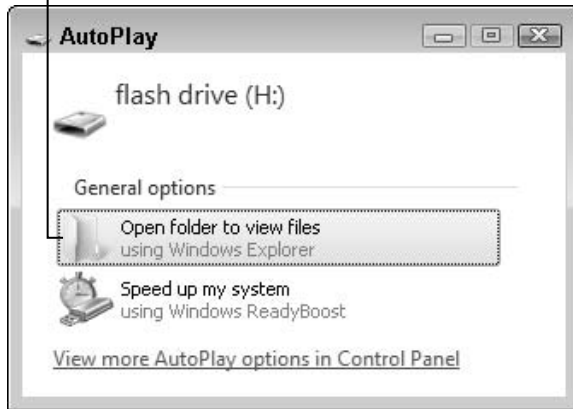 AutoPlay
flash drive (H:)
General options
Open folder to view files
using Windows Explorer
Speed up my system
using Windows ReadyBoost
View more AutoPlay options in Control Panel